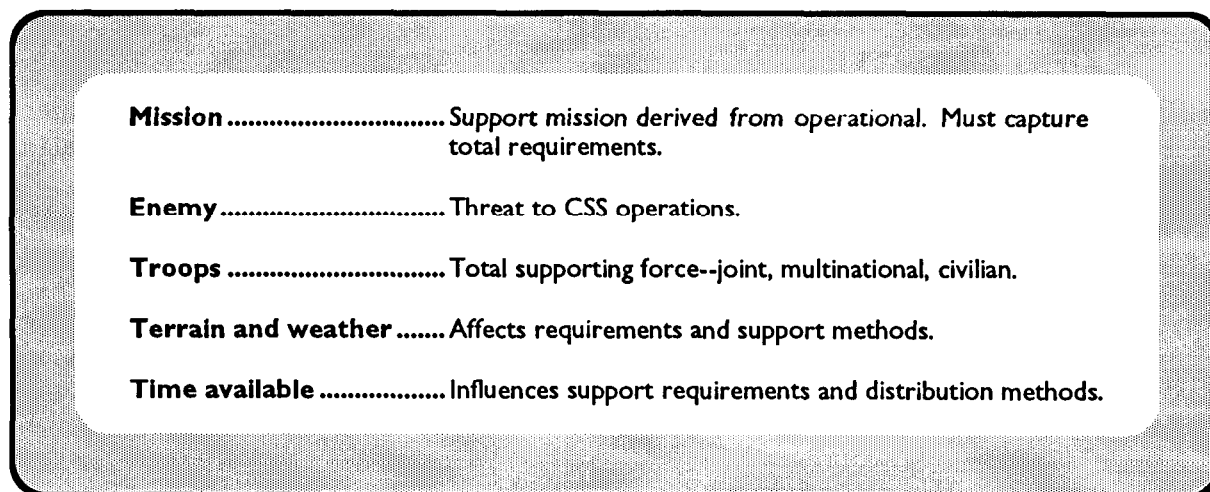 Mission ................................ Support mission derived from operational. Must capture
total requirements.
Enemy ................................. Threat to CSS operations.
Troops ................................ Total supporting force--joint, multinational, civilian.
Terrain and weather ....... Affects requirements and support methods.
Time available .................. Influences support requirements and distribution methods.